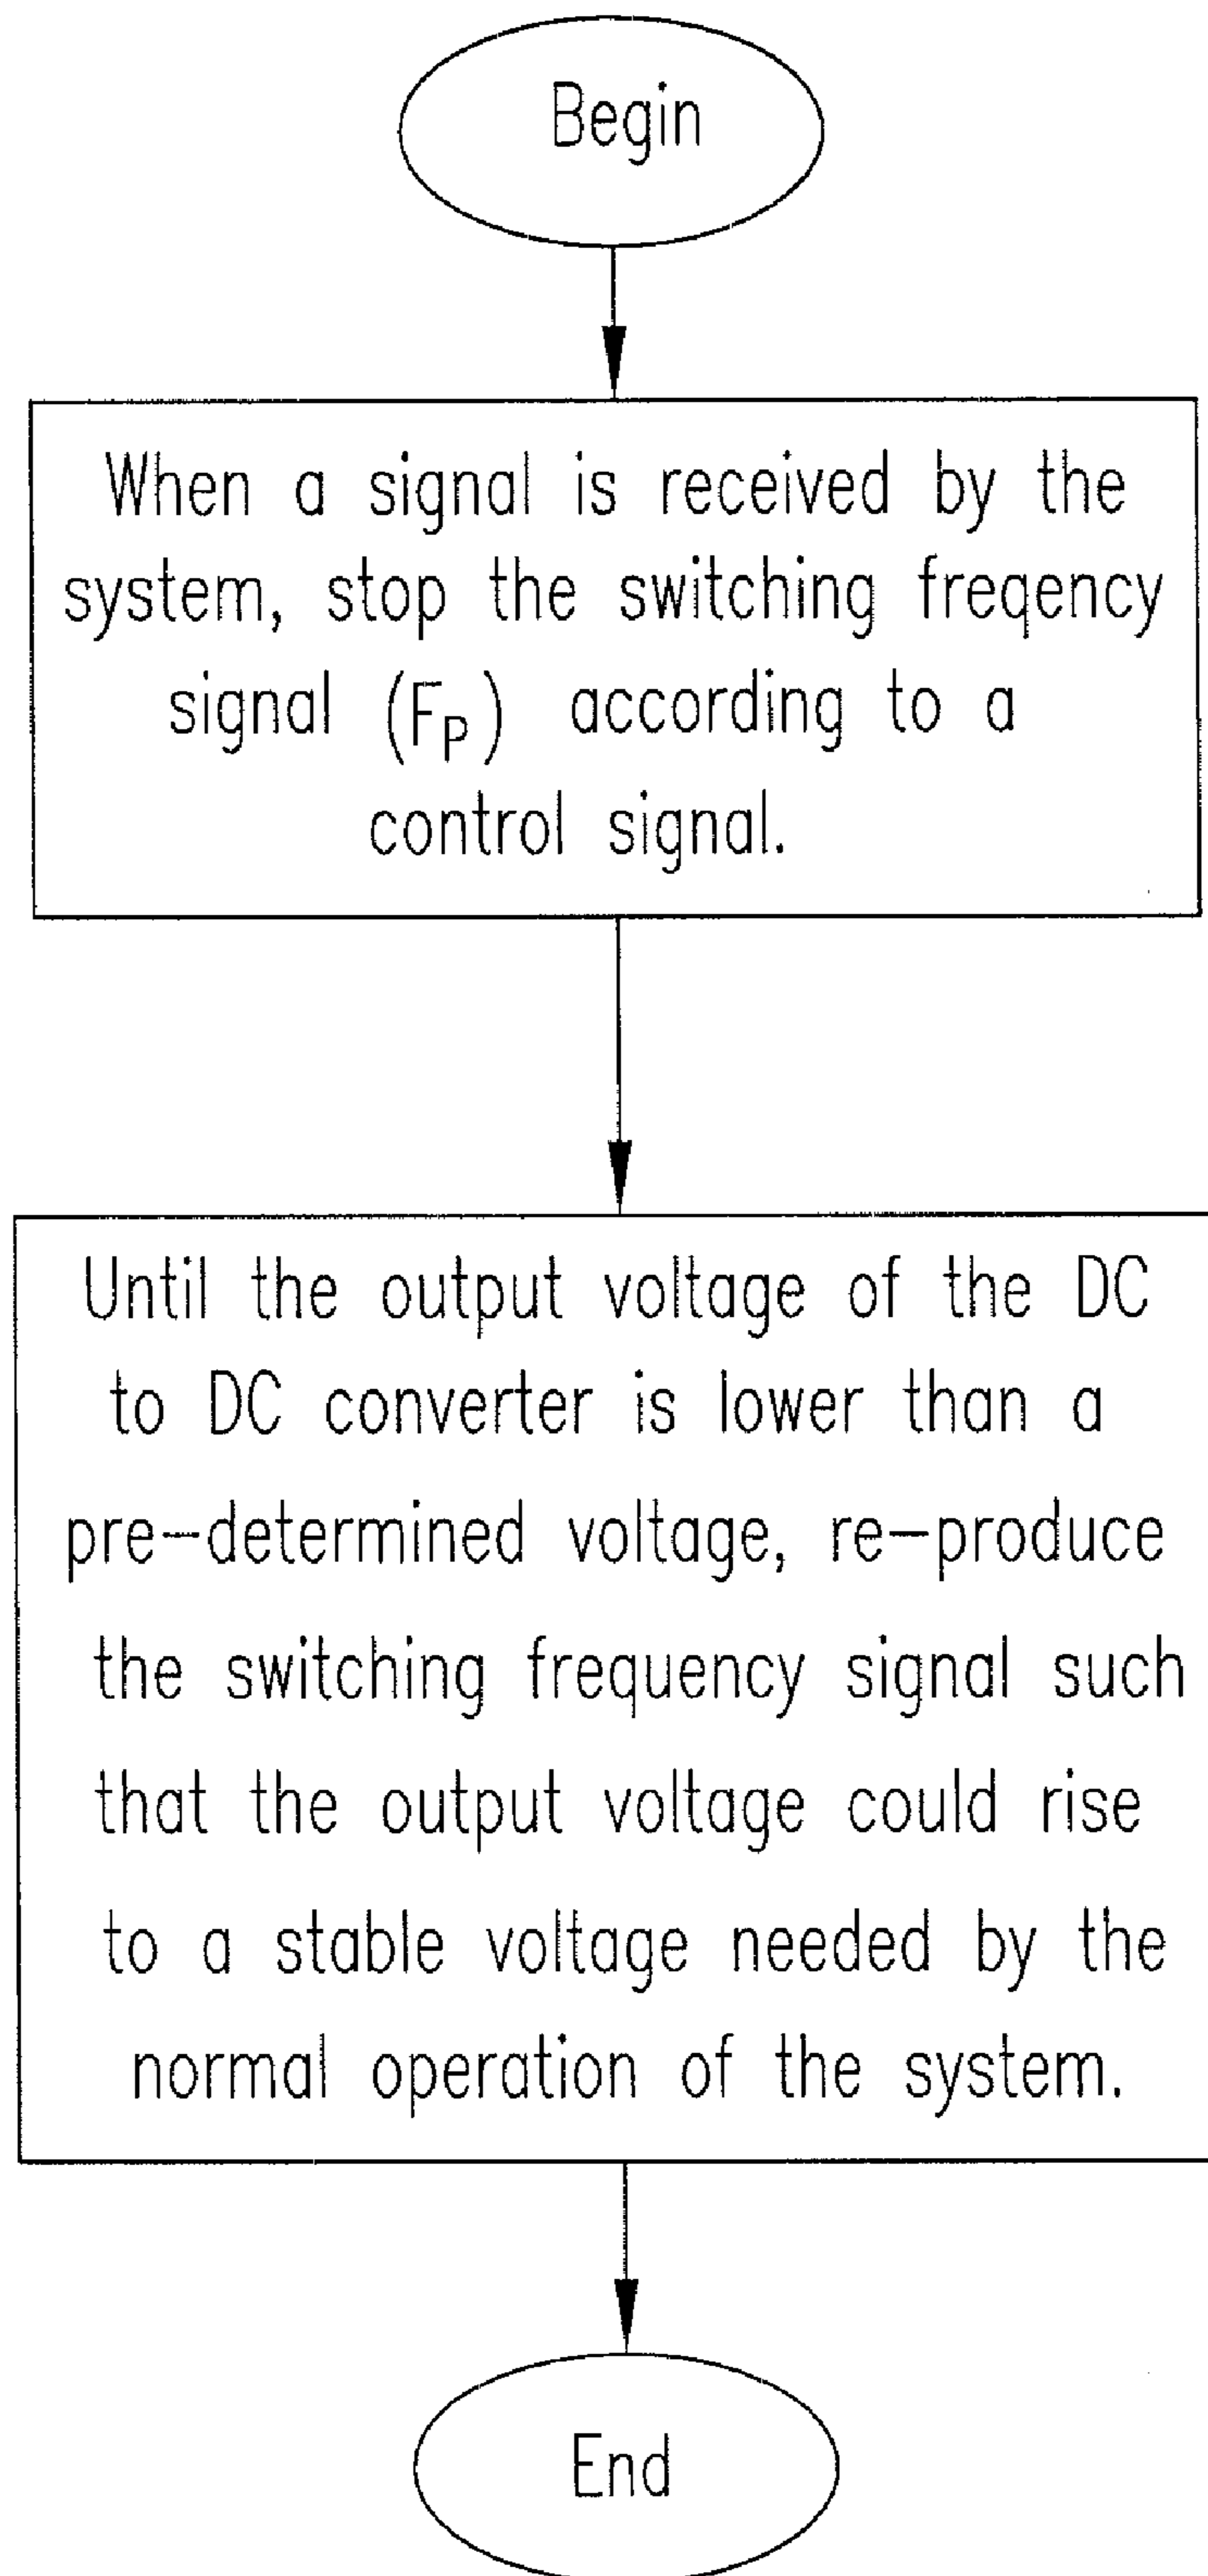 Begin
When a signal is received by the
system, stop the switching freqency
signal (FP) according to a
control signal.
Until the output voltage of the DC
to DC converter is lower than a
pre-determined voltage, re-produce
the switching frequency signal such
that the output voltage could rise
to a stable voltage needed by the
normal operation of the system.
End